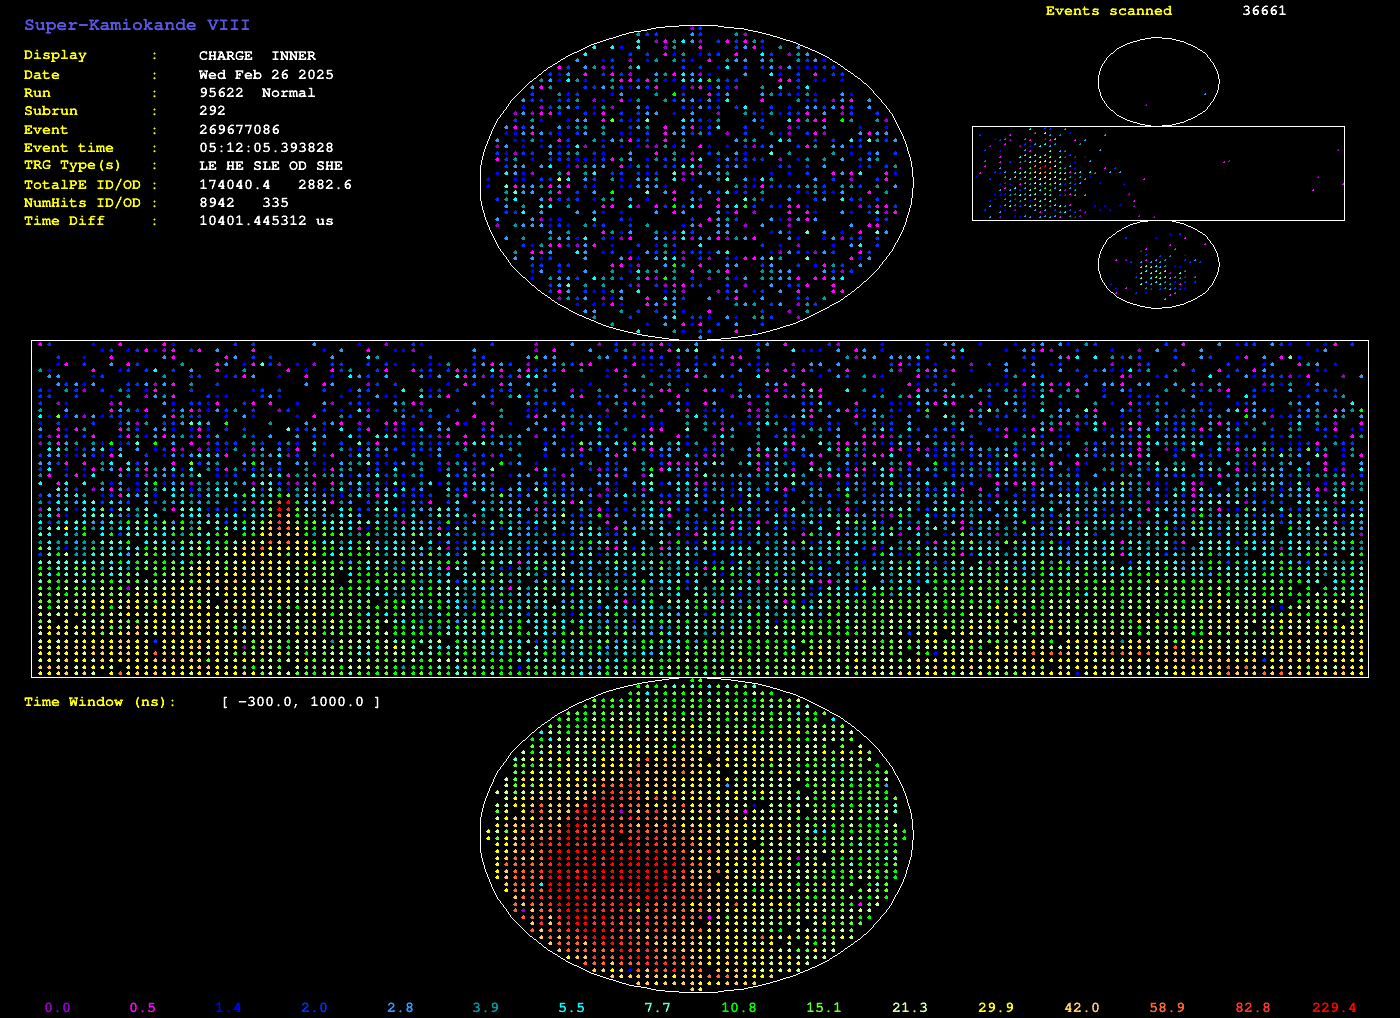 Super-Kamiokande VIII
Events scanned 36661
Display : CHARGE INNER
Date : Wed Feb 26 2025
Run : 95622 Normal
Subrun : 292
Event : 269677086
Event time : 05:12:05.393828
TRG Type(s) : LE HE SLE OD SHE
TotalPE ID/OD : 174040.4 2882.6
NumHits ID/OD : 8942 335
Time Diff : 10401.445312 us
Time Window (ns): [ -300.0, 1000.0 ]
0.0 0.5 1.4 2.0 2.8 3.9 5.5 7.7 10.8 15.1 21.3 29.9 42.0 58.9 82.8 229.4